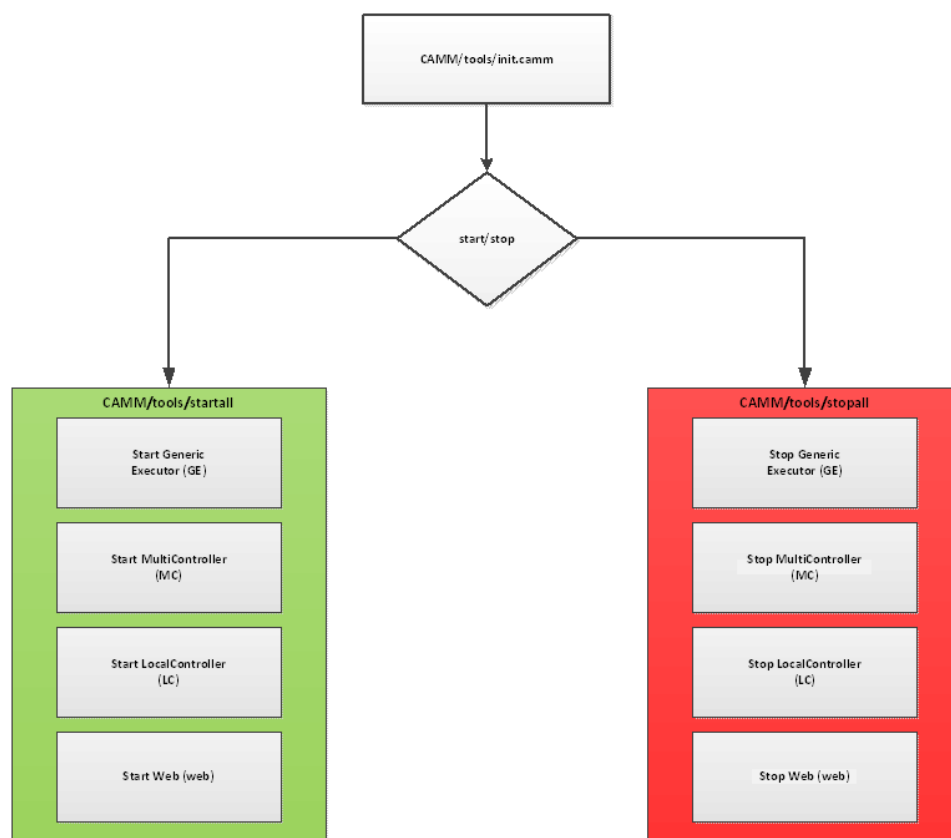 CAMM/tools/init.camm
start/stop
CAMM/tools/startall
Start Generic
Executor (GE)
Start MultiController
(MC)
Start LocalController
(LC)
Start Web (web)
CAMM/tools/stopall
Stop Generic
Executor (GE)
Stop MultiController
(MC)
Stop LocalController
(LC)
Stop Web (web)